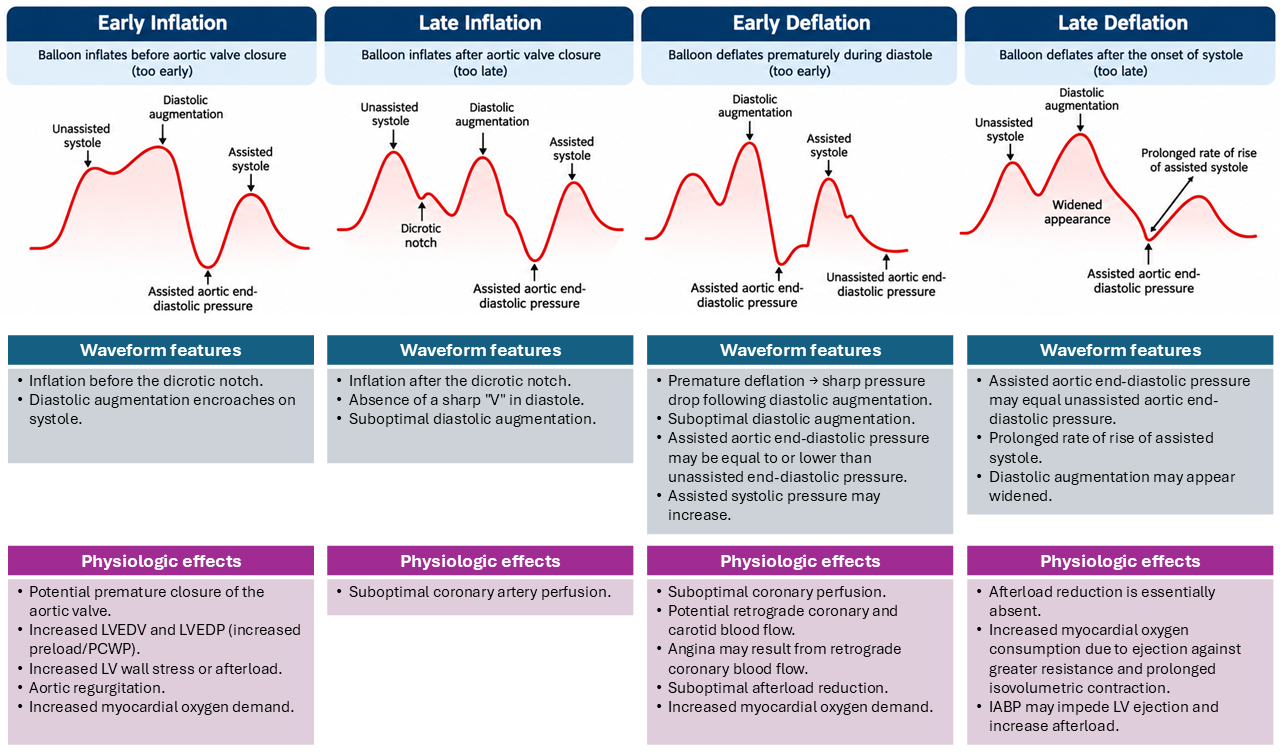 Early Inflation
Balloon inflates before aortic valve closure
(too early)
Unassisted
systole
Diastolic
augmentation
Assisted
systole
Assisted aortic end-
diastolic pressure
Late Inflation
Balloon inflates after aortic valve closure
(too late)
Unassisted
systole
Diastolic
augmentation
Assisted
systole
Dicrotic
notch
Assisted aortic end-
diastolic pressure
Early Deflation
Balloon deflates prematurely during diastole
(too early)
Diastolic
augmentation
Assisted
systole
Assisted aortic end-
diastolic pressure
Unassisted aortic end-
diastolic pressure
Late Deflation
Balloon deflates after the onset of systole
(too late)
Unassisted
systole
Diastolic
augmentation
Prolonged rate of rise
of assisted systole
Widened
appearance
Assisted aortic end-
diastolic pressure
Waveform features
• Inflation before the dicrotic notch.
• Diastolic augmentation encroaches on
systole.
Waveform features
• Inflation after the dicrotic notch.
• Absence of a sharp "V" in diastole.
• Suboptimal diastolic augmentation.
Waveform features
• Premature deflation → sharp pressure
drop following diastolic augmentation.
• Suboptimal diastolic augmentation.
• Assisted aortic end-diastolic pressure
may be equal to or lower than
unassisted end-diastolic pressure.
• Assisted systolic pressure may
increase.
Waveform features
• Assisted aortic end-diastolic pressure
may equal unassisted aortic end-
diastolic pressure.
• Prolonged rate of rise of assisted
systole.
• Diastolic augmentation may appear
widened.
Physiologic effects
• Potential premature closure of the
aortic valve.
• Increased LVEDV and LVEDP (increased
preload/PCWP).
• Increased LV wall stress or afterload.
• Aortic regurgitation.
• Increased myocardial oxygen demand.
Physiologic effects
• Suboptimal coronary artery perfusion.
Physiologic effects
• Suboptimal coronary perfusion.
• Potential retrograde coronary and
carotid blood flow.
• Angina may result from retrograde
coronary blood flow.
• Suboptimal afterload reduction.
• Increased myocardial oxygen demand.
Physiologic effects
• Afterload reduction is essentially
absent.
• Increased myocardial oxygen
consumption due to ejection against
greater resistance and prolonged
isovolumetric contraction.
• IABP may impede LV ejection and
increase afterload.